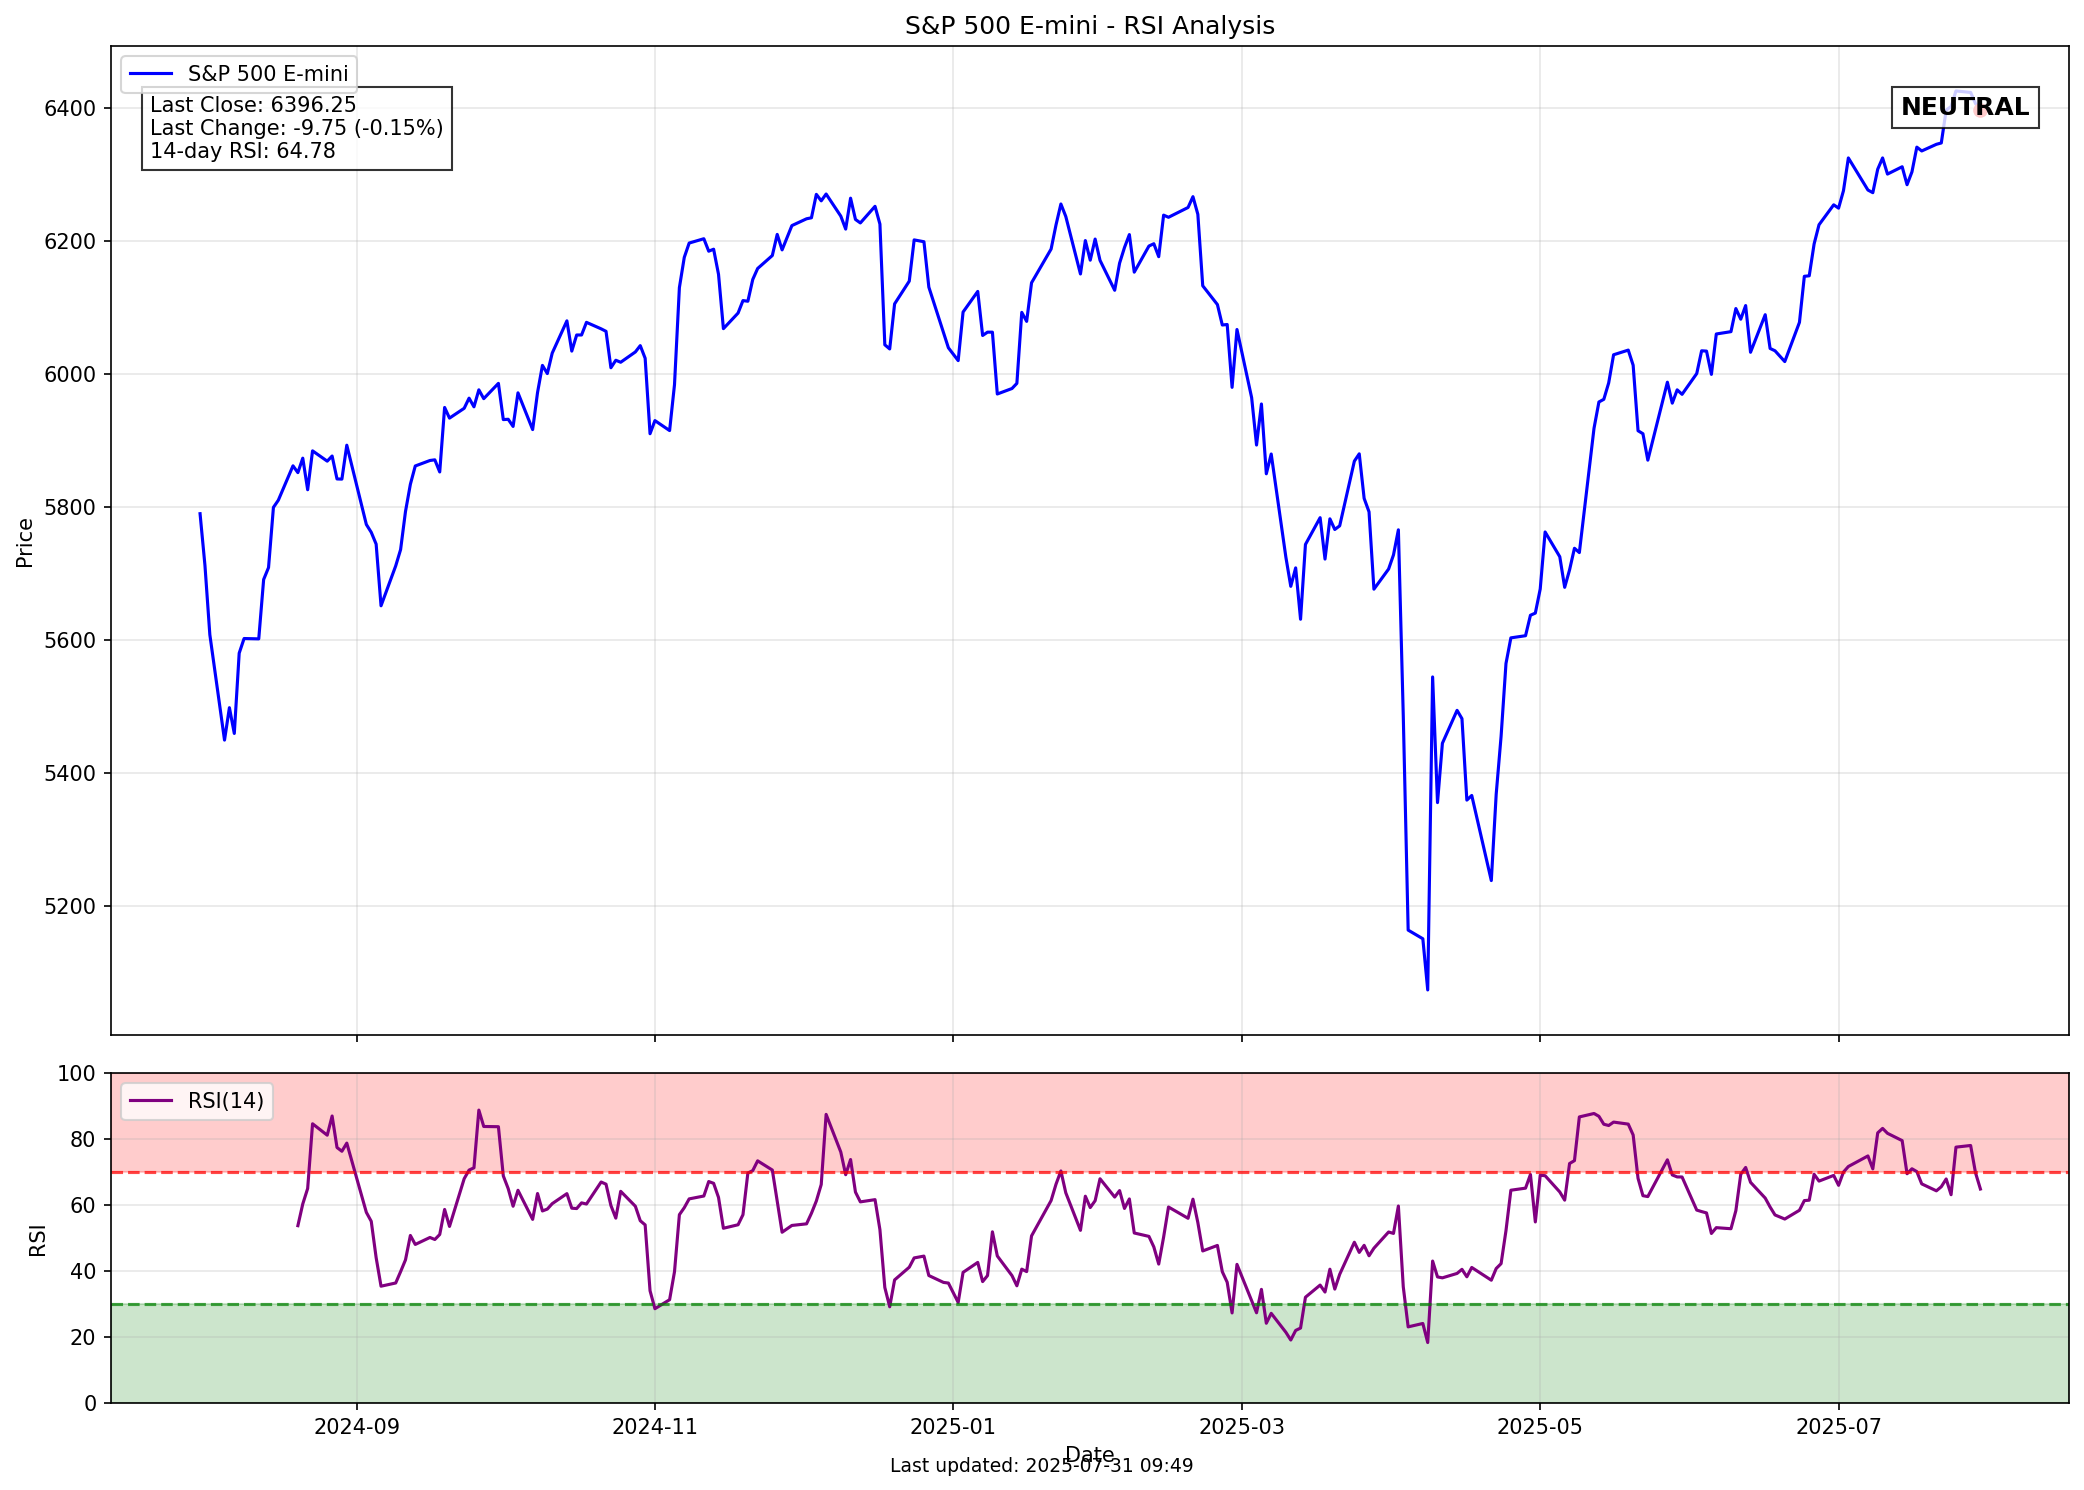 S&P 500 E-mini - RSI Analysis
S&P 500 E-mini
Last Close: 6396.25
Last Change: -9.75 (-0.15%)
14-day RSI: 64.78
NEUTRAL
6400
6200
6000
5800
5600
5400
5200
Price
100
80
60
40
20
0
RSI
RSI(14)
2024-09
2024-11
2025-01
2025-03
2025-05
2025-07
Date
Last updated: 2025-07-31 09:49